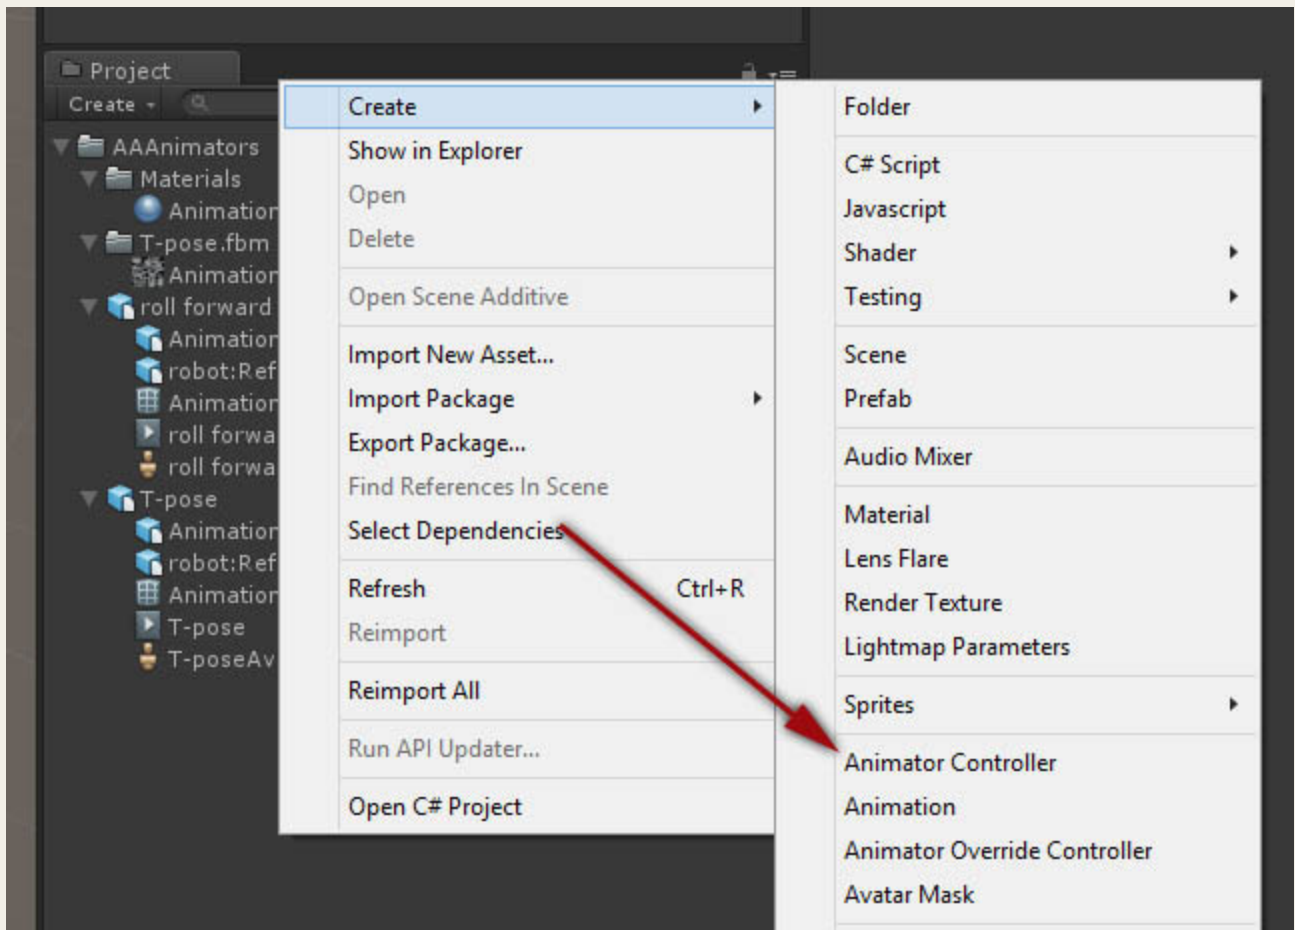 Project
Create
AAAnimators
Materials
Animation
T-pose.fbm
Animation
roll forward
Animation
robot:Ref
Animation
roll forwa
roll forwa
T-pose
Animation
robot:Ref
Animation
T-pose
T-poseAv
Create
Show in Explorer
Open
Delete
Open Scene Additive
Import New Asset...
Import Package
Export Package...
Find References In Scene
Select Dependencies
Refresh Ctrl+R
Reimport
Reimport All
Run API Updater...
Open C# Project
Folder
C# Script
Javascript
Shader
Testing
Scene
Prefab
Audio Mixer
Material
Lens Flare
Render Texture
Lightmap Parameters
Sprites
Animator Controller
Animation
Animator Override Controller
Avatar Mask